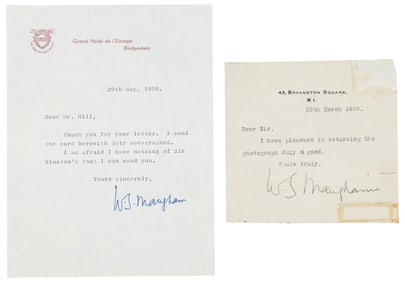 Grand Hotel de l'Europe
Badgastein
29th May, 1958.
Dear Mr. Hill,
Thank you for your letter. I send
the card herewith duly autographed.
I am afraid I have nothing of Sir
Winston's that I can send you.
Yours sincerely,
W. S. Maugham
43, BRYANSTON SQUARE,
W.1.
25th March 1925.
Dear Sir,
I have pleasure in returning the
photograph duly signed.
Yours truly,
W. S. Maugham